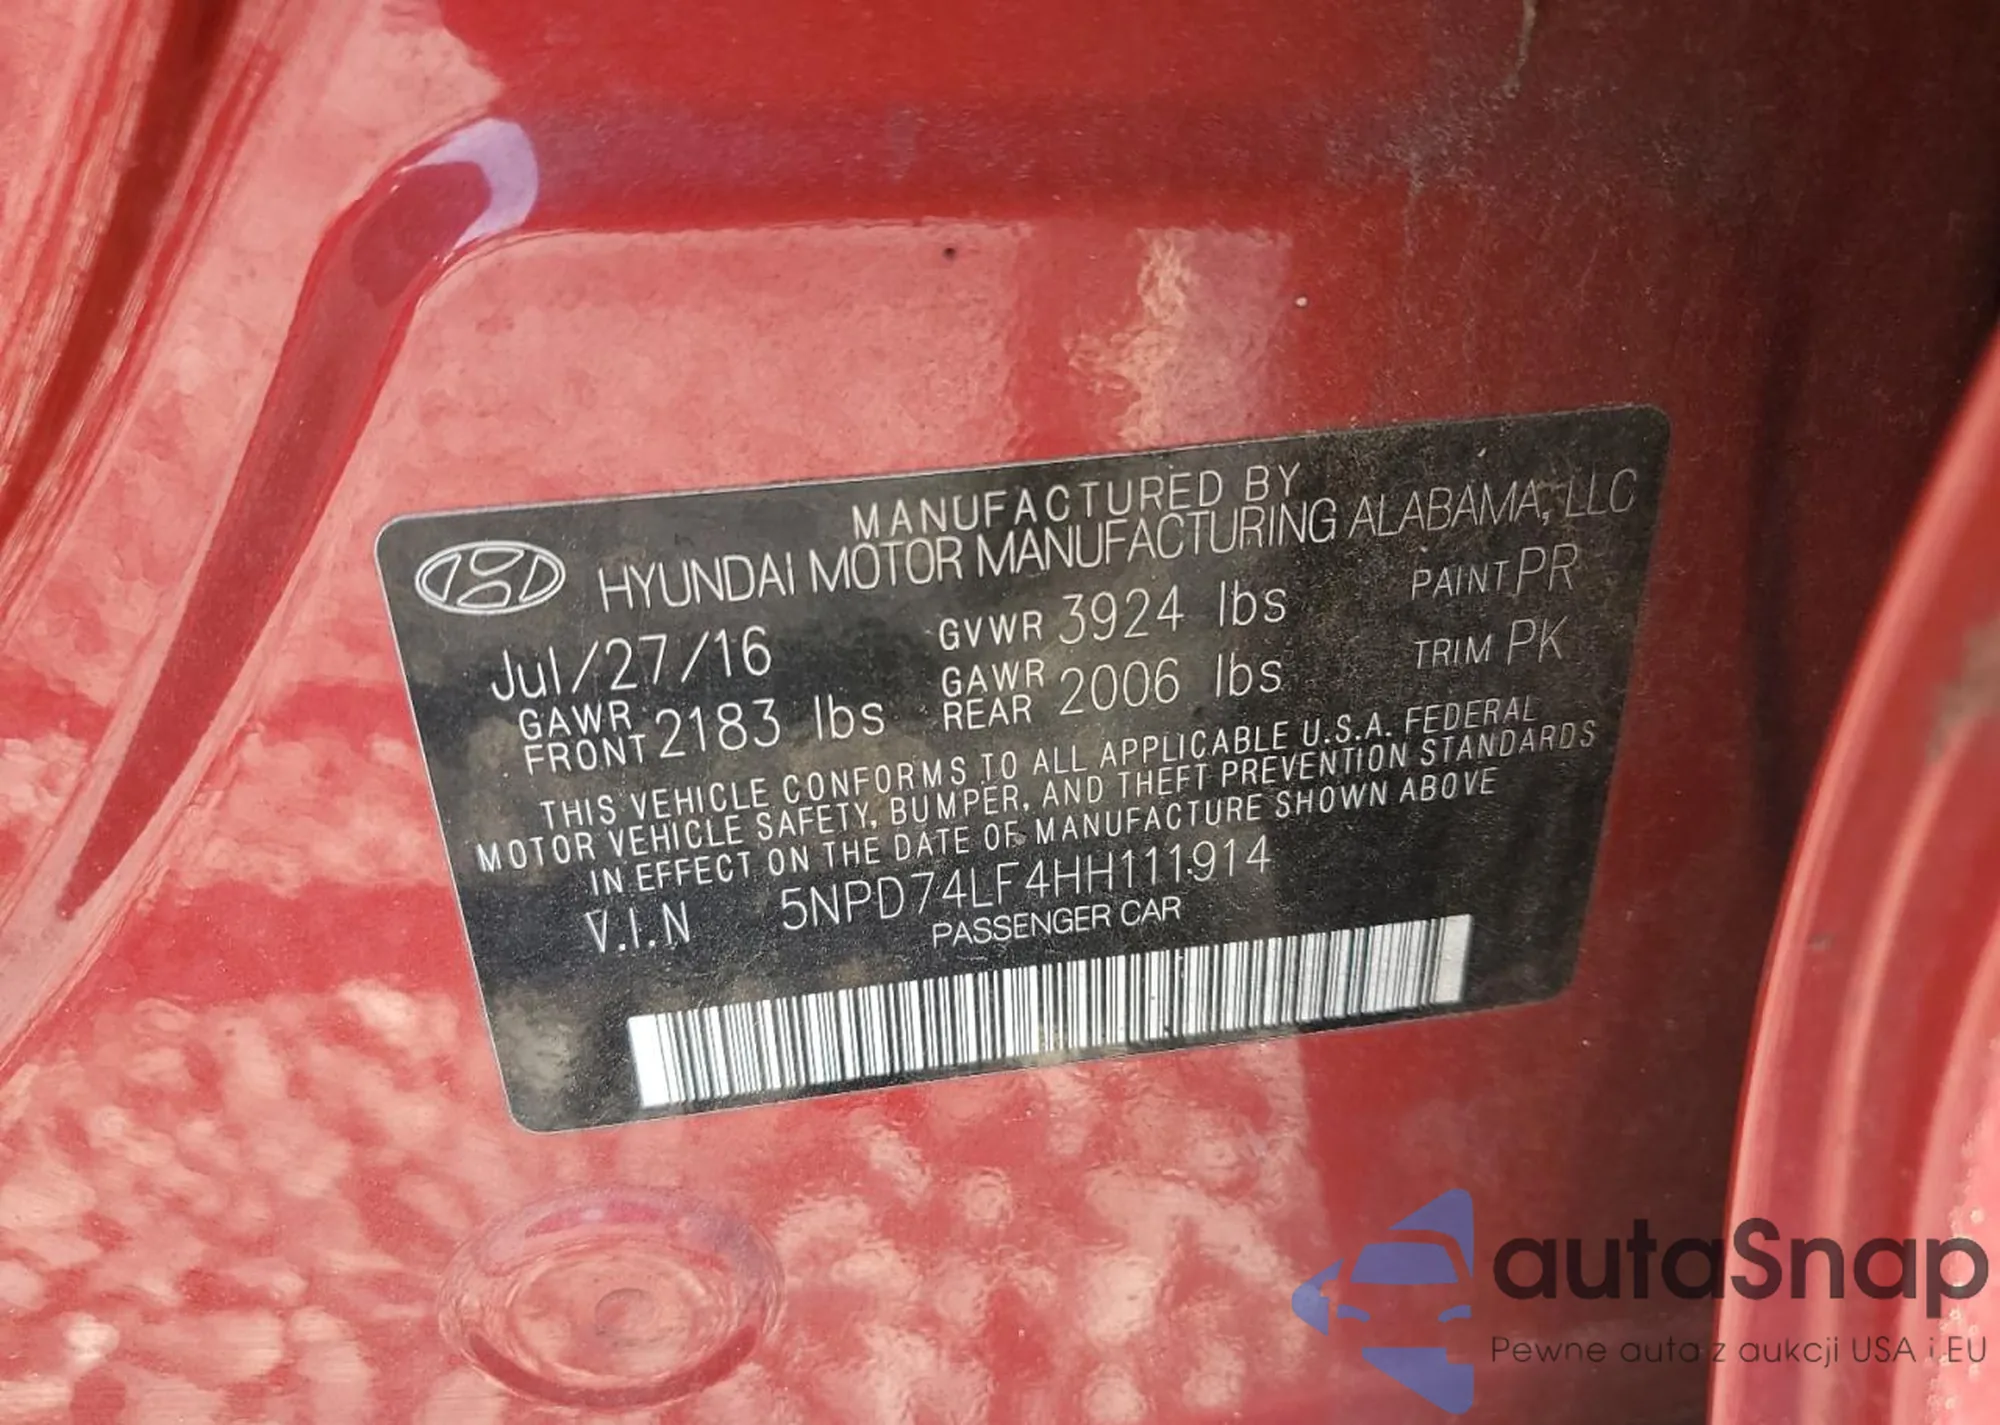 MANUFACTURED BY
HYUNDAI MOTOR MANUFACTURING ALABAMA, LLC
Jul/27/16 GVWR 3924 lbs PAINT PR
GAWR FRONT 2183 lbs GAWR REAR 2006 lbs TRIM PK
THIS VEHICLE CONFORMS TO ALL APPLICABLE U.S.A. FEDERAL
MOTOR VEHICLE SAFETY, BUMPER, AND THEFT PREVENTION STANDARDS
IN EFFECT ON THE DATE OF MANUFACTURE SHOWN ABOVE
V.I.N 5NPD74LF4HH111914
PASSENGER CAR
autaSnap
Pewne auta z aukcji USA i EU